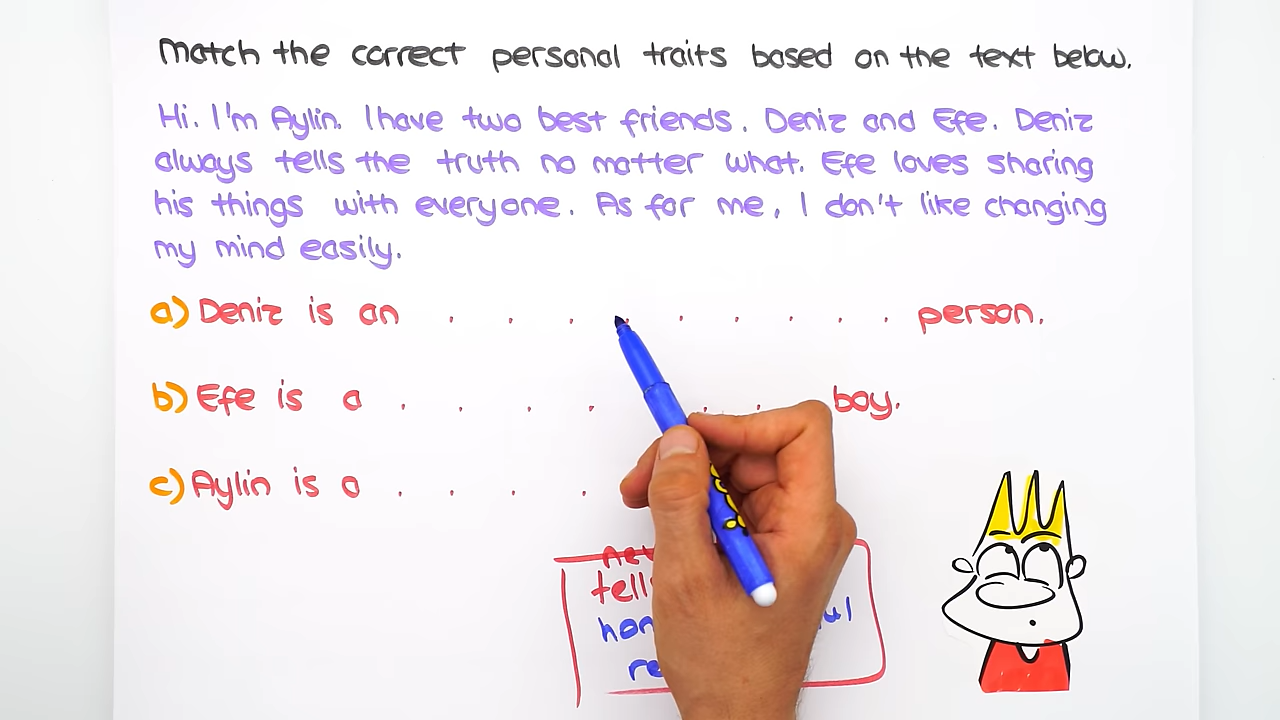 Match the correct personal traits based on the text below.
Hi. I'm Aylin. I have two best friends. Deniz and Efe. Deniz
always tells the truth no matter what. Efe loves sharing
his things with everyone. As for me, I don't like changing
my mind easily.
a) Deniz is an . . . . . . . . . person.
b) Efe is a . . . . . . boy.
c) Aylin is a . . . .